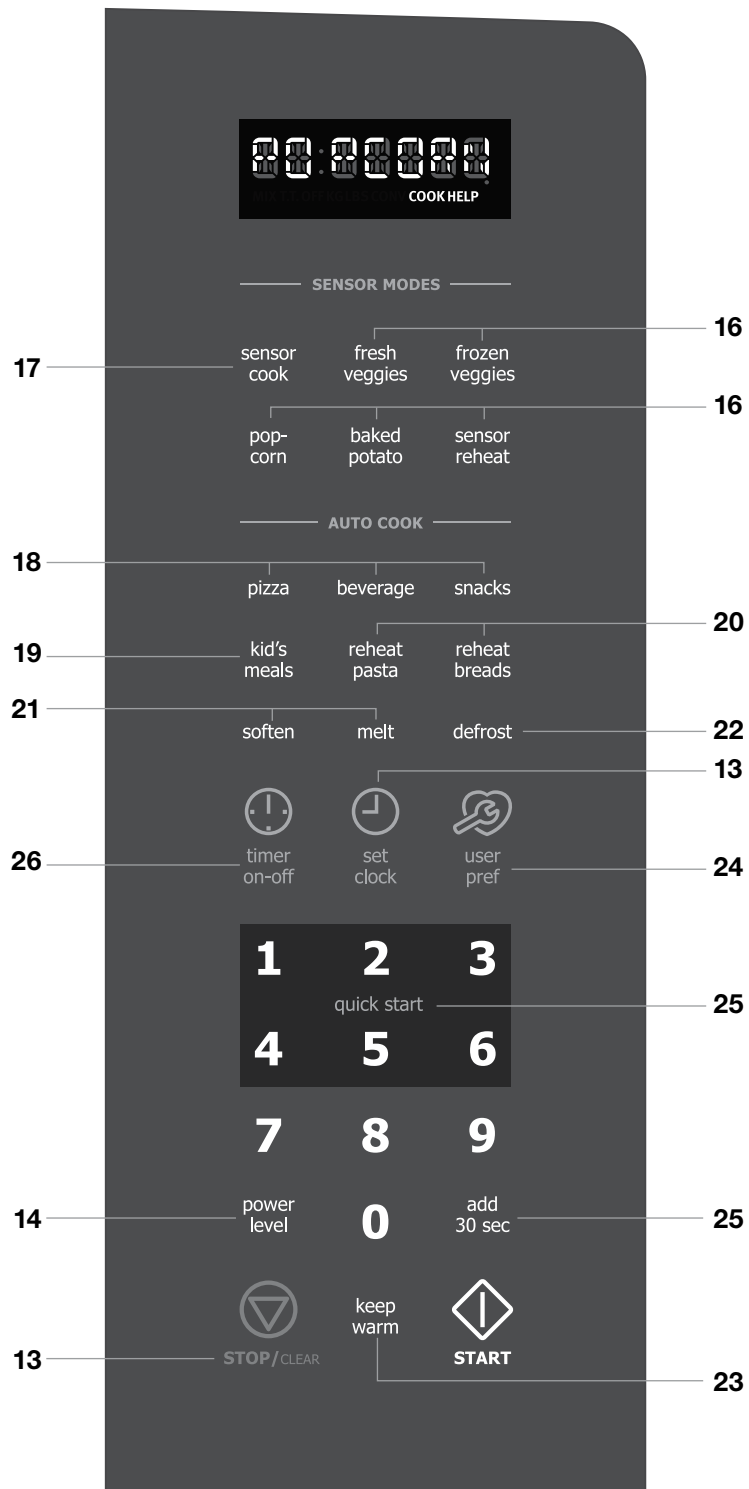 COOK HELP
SENSOR MODES
16
sensor cook
fresh veggies
frozen veggies
17
16
pop-
corn
baked
potato
sensor
reheat
AUTO COOK
18
pizza beverage snacks
20
19
kid's
meals
reheat
pasta
reheat
breads
21
soften melt defrost
22
13
timer
on-off
set
clock
user
pref
26
24
1 2 3
quick start
25
4 5 6
7 8 9
14
power
level
0
add
30 sec
25
keep
warm
13
STOP/CLEAR
START
23